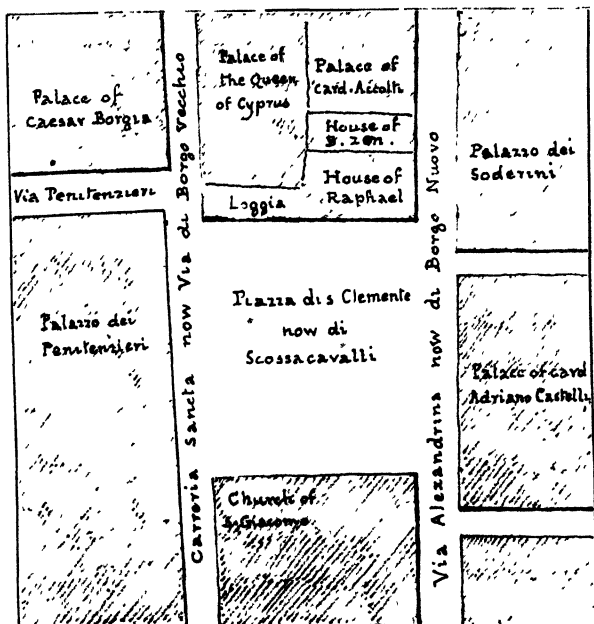 Palace of
Caesar Borgia
Via Penitenzieri
Palazzo dei
Penitenzieri
Carreria Sancta now Via di Borgo Vecchio
Palace of
the Queen
of Cyprus
Palace of
Card. Accolti
House of
B. Zon.
House of
Raphael
Loggia
Piazza di s Clemente
now di
Scossacavalli
Church of
S. Giacomo
Via Alexandrina now di Borgo Nuovo
Palazzo dei
Soderini
Palace of Card
Adriano Castelli